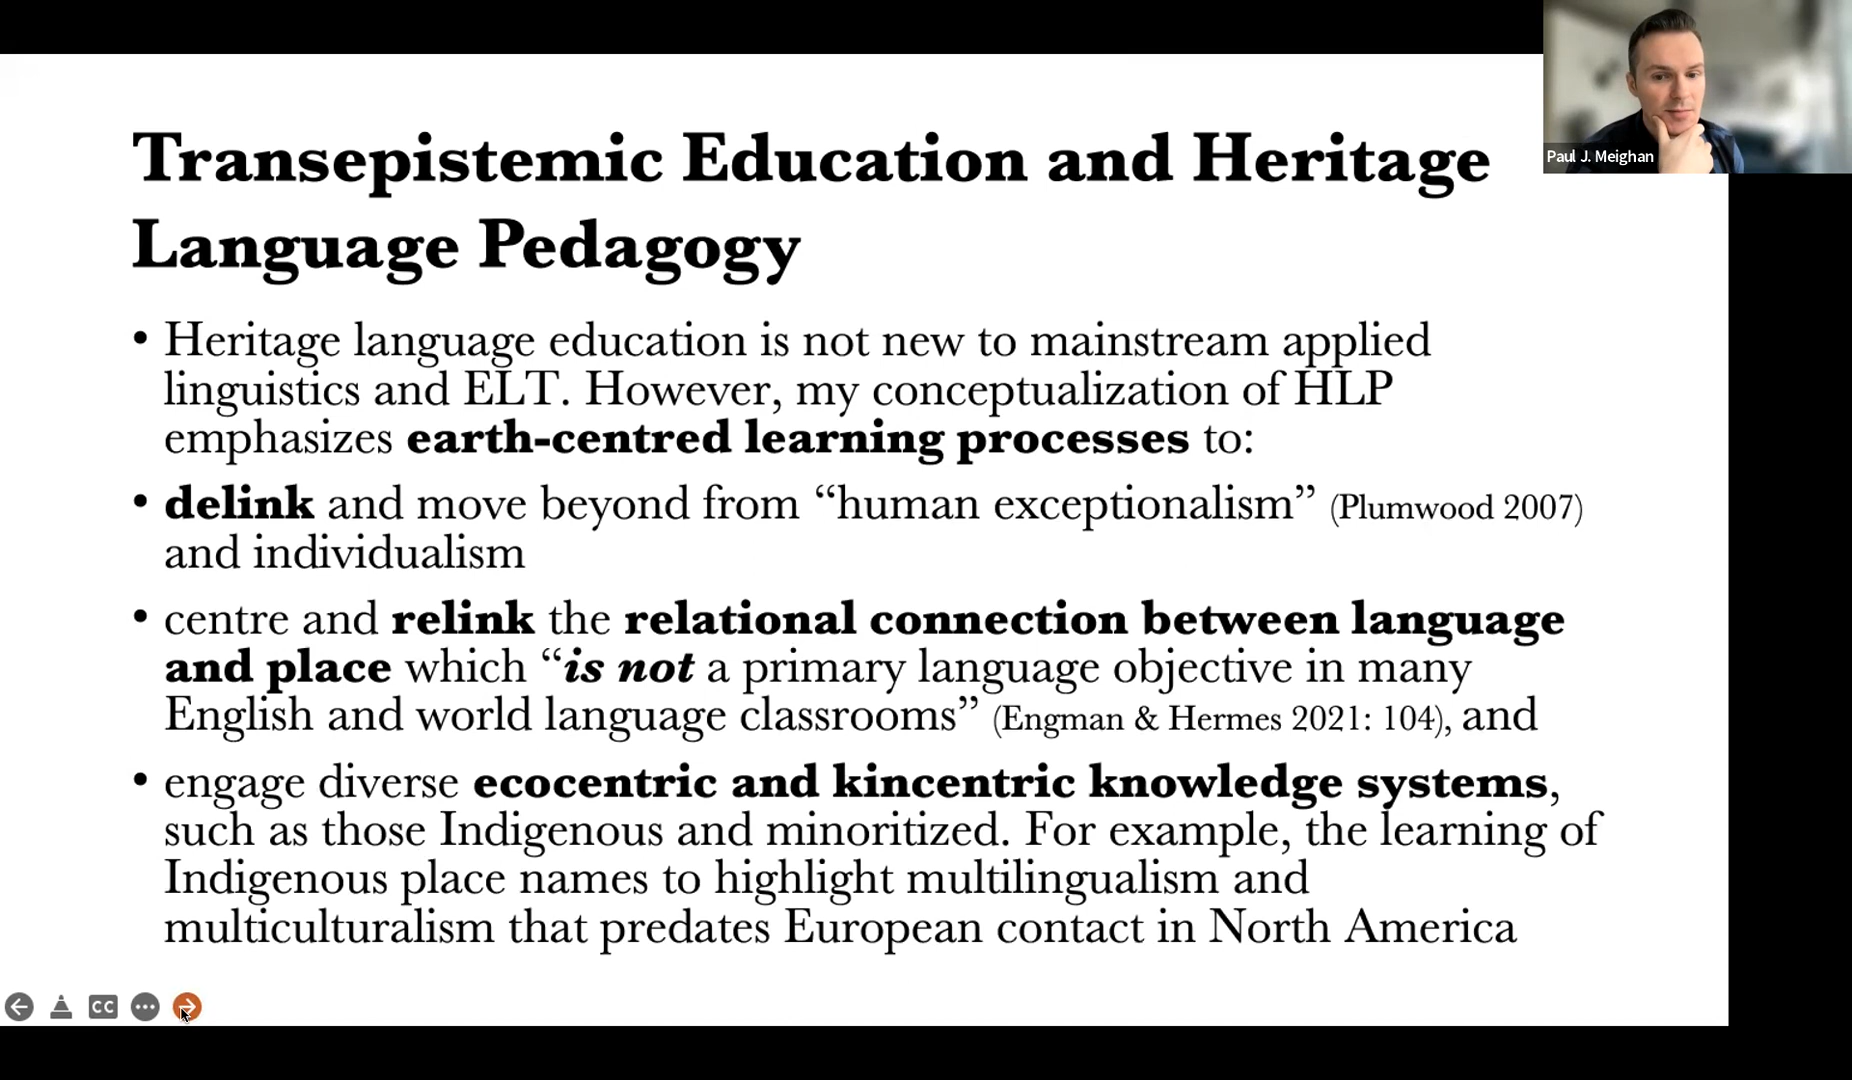 Paul J. Meighan
Transepistemic Education and Heritage
Language Pedagogy
• Heritage language education is not new to mainstream applied
linguistics and ELT. However, my conceptualization of HLP
emphasizes earth-centred learning processes to:
• delink and move beyond from “human exceptionalism” (Plumwood 2007)
and individualism
• centre and relink the relational connection between language
and place which “is not a primary language objective in many
English and world language classrooms” (Engman & Hermes 2021: 104), and
• engage diverse ecocentric and kincentric knowledge systems,
such as those Indigenous and minoritized. For example, the learning of
Indigenous place names to highlight multilingualism and
multiculturalism that predates European contact in North America
CC